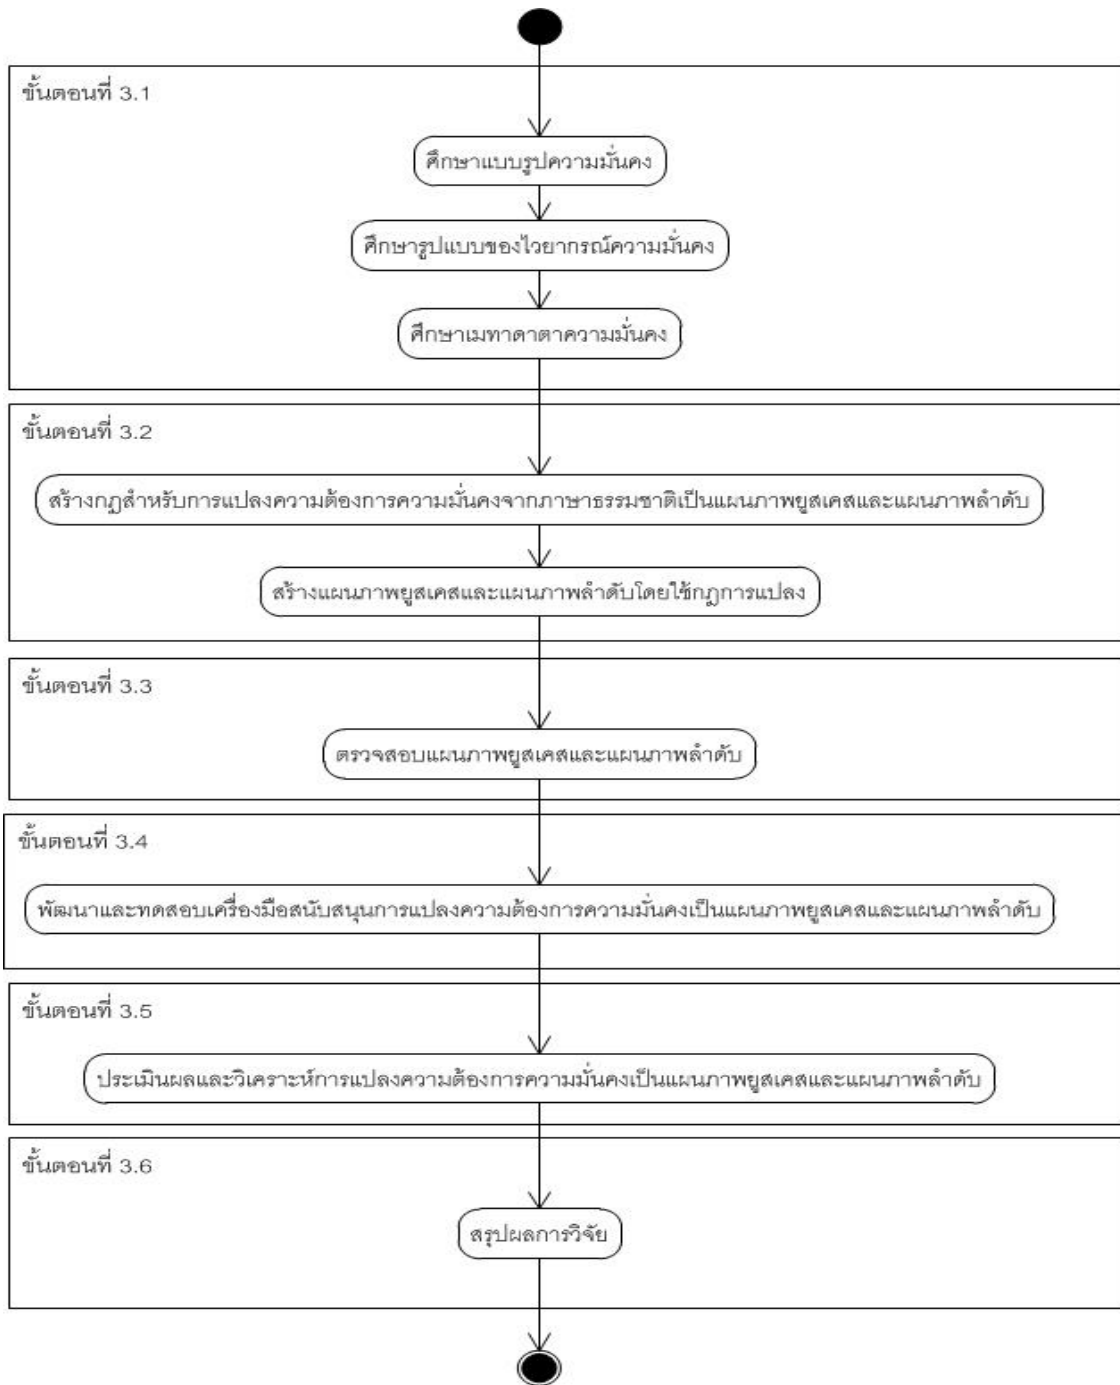 ขั้นตอนที่ 3.1
ศึกษาแบบรูปความมั่นคง
ศึกษารูปแบบของไวยากรณ์ความมั่นคง
ศึกษาเมทาดาตาความมั่นคง
ขั้นตอนที่ 3.2
สร้างกฎสำหรับการแปลงความต้องการความมั่นคงจากภาษาธรรมชาติเป็นแผนภาพยูสเคสและแผนภาพลำดับ
สร้างแผนภาพยูสเคสและแผนภาพลำดับโดยใช้กฎการแปลง
ขั้นตอนที่ 3.3
ตรวจสอบแผนภาพยูสเคสและแผนภาพลำดับ
ขั้นตอนที่ 3.4
พัฒนาและทดสอบเครื่องมือสนับสนุนการแปลงความต้องการความมั่นคงเป็นแผนภาพยูสเคสและแผนภาพลำดับ
ขั้นตอนที่ 3.5
ประเมินผลและวิเคราะห์การแปลงความต้องการความมั่นคงเป็นแผนภาพยูสเคสและแผนภาพลำดับ
ขั้นตอนที่ 3.6
สรุปผลการวิจัย